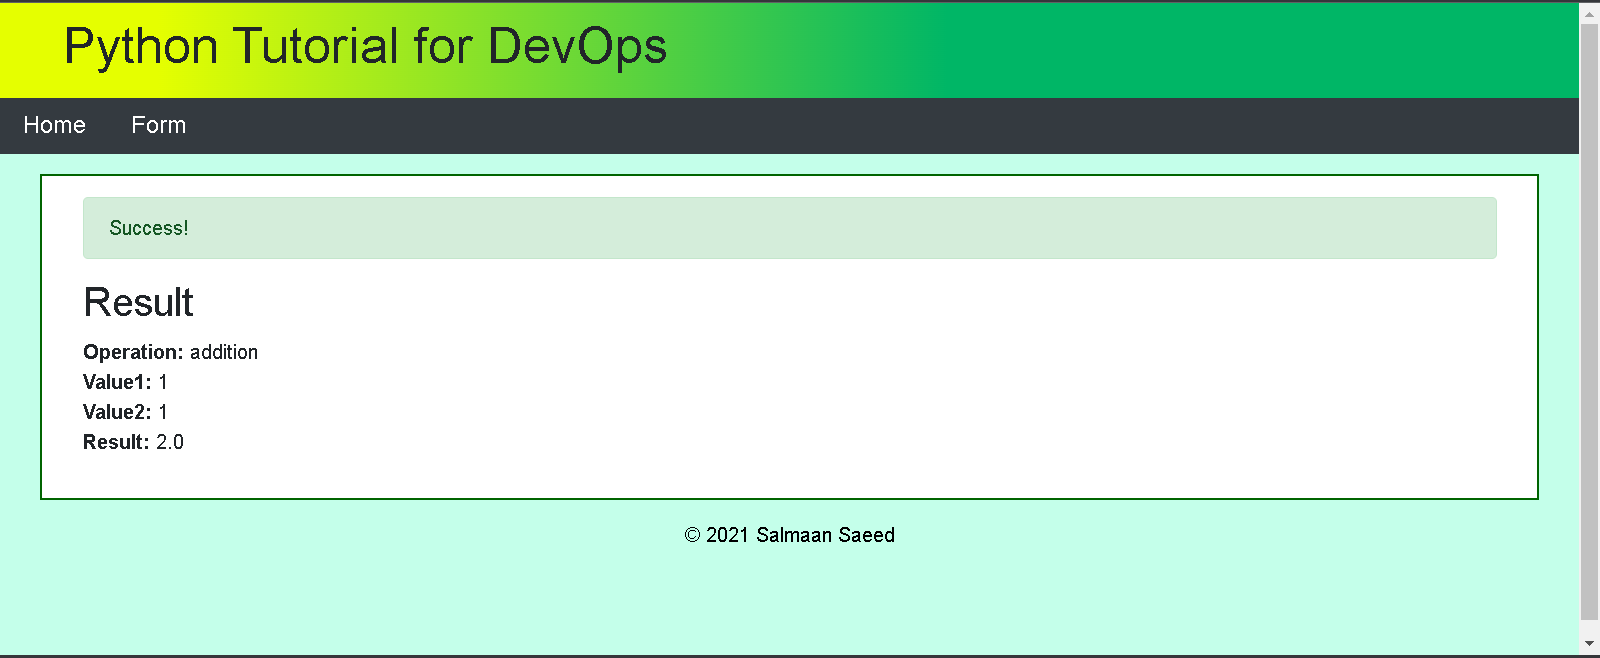 Python Tutorial for DevOps
Home Form
Success!
Result
Operation: addition
Value1: 1
Value2: 1
Result: 2.0
© 2021 Salmaan Saeed